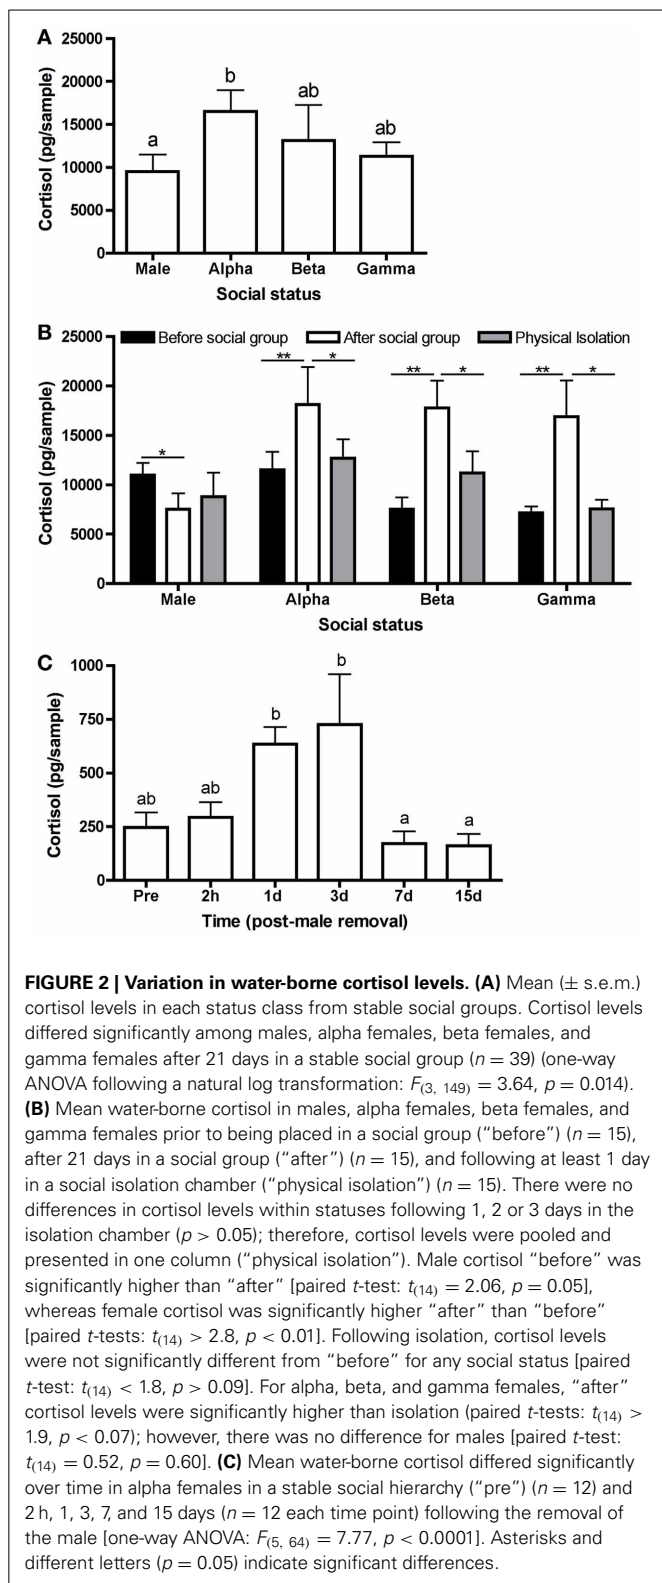 A
25000
20000
15000
10000
5000
0
Cortisol (pg/sample)
a
b
ab
ab
Male Alpha Beta Gamma
Social status
B
25000
20000
15000
10000
5000
0
Cortisol (pg/sample)
Before social group After social group Physical Isolation
*
** *
** *
** *
Male Alpha Beta Gamma
Social status
C
1000
750
500
250
0
Cortisol (pg/sample)
ab
ab
b
b
a
a
Pre 2h 1d 3d 7d 15d
Time (post-male removal)
FIGURE 2 | Variation in water-borne cortisol levels. (A) Mean (± s.e.m.)
cortisol levels in each status class from stable social groups. Cortisol levels
differed significantly among males, alpha females, beta females, and
gamma females after 21 days in a stable social group (n = 39) (one-way
ANOVA following a natural log transformation: F(3, 149) = 3.64, p = 0.014).
(B) Mean water-borne cortisol in males, alpha females, beta females, and
gamma females prior to being placed in a social group (“before”) (n = 15),
after 21 days in a social group (“after”) (n = 15), and following at least 1 day
in a social isolation chamber (“physical isolation”) (n = 15). There were no
differences in cortisol levels within statuses following 1, 2 or 3 days in the
isolation chamber (p > 0.05); therefore, cortisol levels were pooled and
presented in one column (“physical isolation”). Male cortisol “before” was
significantly higher than “after” [paired t-test: t(14) = 2.06, p = 0.05],
whereas female cortisol was significantly higher “after” than “before”
[paired t-tests: t(14) > 2.8, p < 0.01]. Following isolation, cortisol levels
were not significantly different from “before” for any social status [paired
t-test: t(14) < 1.8, p > 0.09]. For alpha, beta, and gamma females, “after”
cortisol levels were significantly higher than isolation (paired t-tests: t(14) >
1.9, p < 0.07); however, there was no difference for males [paired t-test:
t(14) = 0.52, p = 0.60]. (C) Mean water-borne cortisol differed significantly
over time in alpha females in a stable social hierarchy (“pre”) (n = 12) and
2 h, 1, 3, 7, and 15 days (n = 12 each time point) following the removal of
the male [one-way ANOVA: F(5, 64) = 7.77, p < 0.0001]. Asterisks and
different letters (p = 0.05) indicate significant differences.